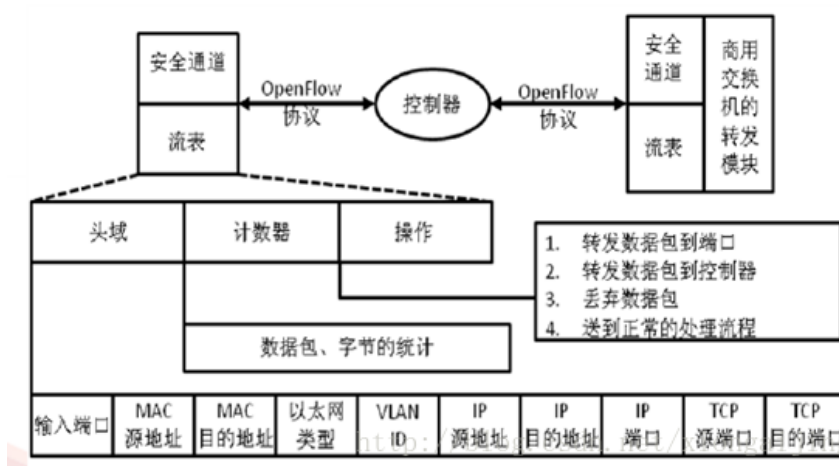 安全通道
流表
OpenFlow
协议
控制器
OpenFlow
协议
安全
通道
流表
商用
交换
机的
转发
模块
头域
计数器
操作
1. 转发数据包到端口
2. 转发数据包到控制器
3. 丢弃数据包
4. 送到正常的处理流程
数据包、字节的统计
输入端口
MAC
源地址
MAC
目的地址
以太网
类型
VLAN
ID
IP
源地址
IP
目的地址
IP
端口
TCP
源端口
TCP
目的端口